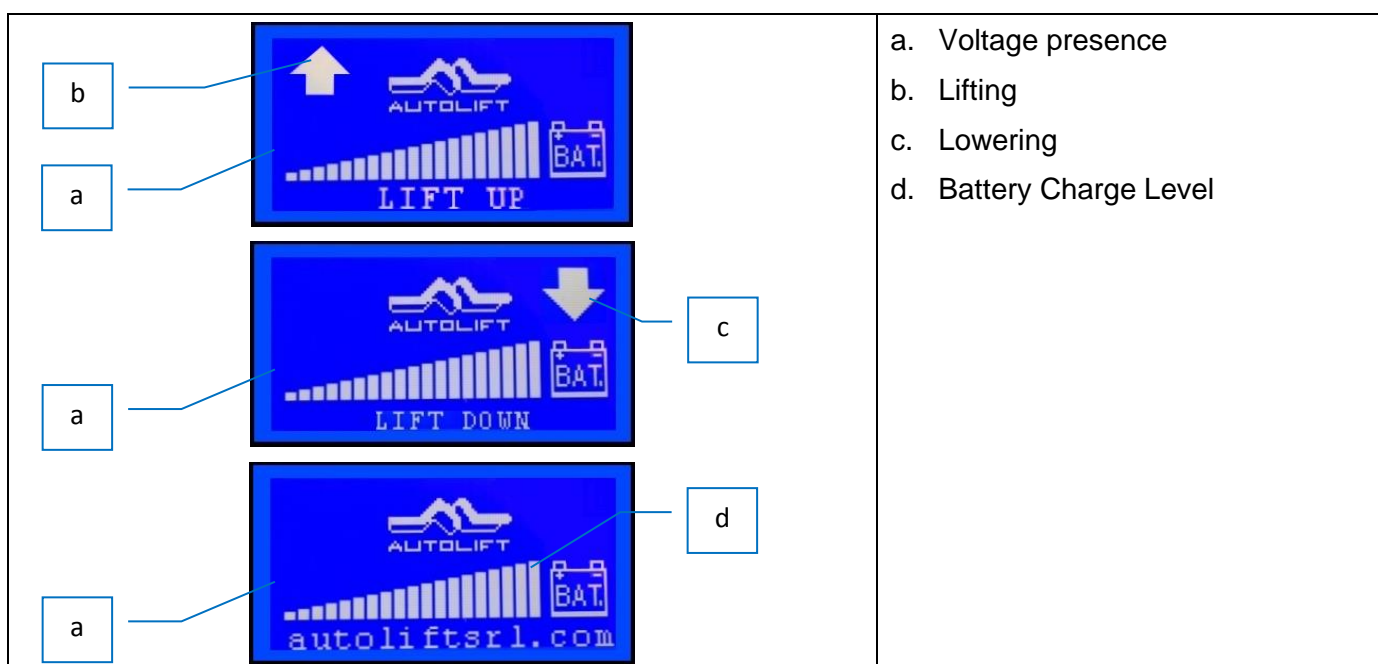 b
AUTOLIFT
a
BAT.
LIFT UP
AUTOLIFT
c
BAT.
a
LIFT DOWN
AUTOLIFT
d
BAT.
a
autoliftsrl.com
a. Voltage presence
b. Lifting
c. Lowering
d. Battery Charge Level